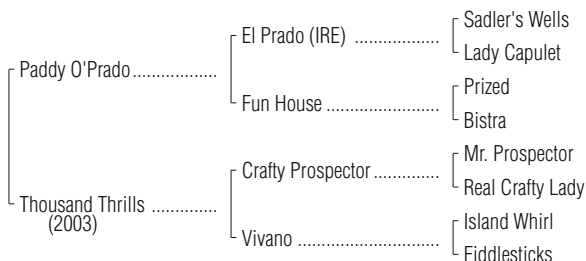 Sadler's Wells
El Prado (IRE) ....................
Lady Capulet
Paddy O'Prado.................
Prized
Fun House ..........................
Bistra
Mr. Prospector
Crafty Prospector...............
Real Crafty Lady
Thousand Thrills .............
(2003)
Island Whirl
Vivano .................................
Fiddlesticks